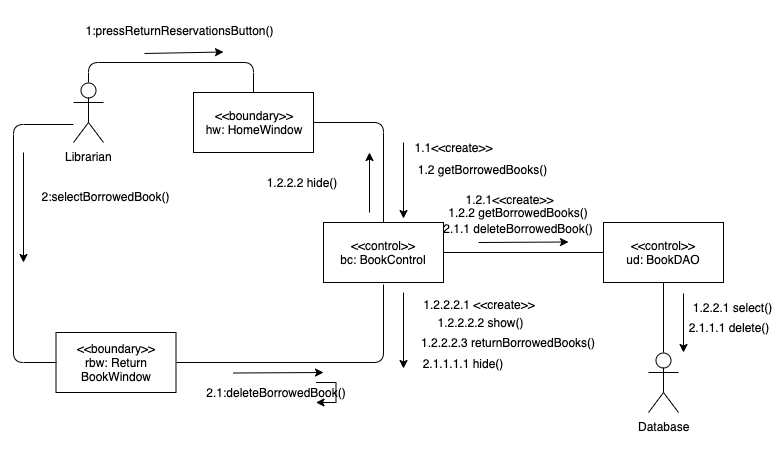 1:pressReturnReservationsButton()
<<boundary>>
hw: HomeWindow
Librarian
1.1<<create>>
1.2 getBorrowedBooks()
1.2.2.2 hide()
2:selectBorrowedBook()
1.2.1<<create>>
1.2.2 getBorrowedBooks()
2.1.1 deleteBorrowedBook()
<<control>>
bc: BookControl
<<control>>
ud: BookDAO
1.2.2.2.1 <<create>>
1.2.2.2.2 show()
1.2.2.2.3 returnBorrowedBooks()
2.1.1.1.1 hide()
1.2.2.1 select()
2.1.1.1 delete()
<<boundary>>
rbw: Return
BookWindow
2.1:deleteBorrowedBook()
Database